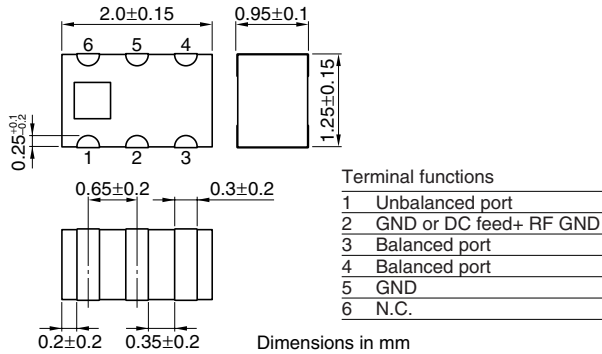 2.0±0.15
0.95±0.1
6 5 4
1.25±0.15
0.25+0.1-0.2
1 2 3
0.65±0.2
0.3±0.2
0.2±0.2
0.35±0.2
Dimensions in mm
Terminal functions
1 Unbalanced port
2 GND or DC feed+ RF GND
3 Balanced port
4 Balanced port
5 GND
6 N.C.